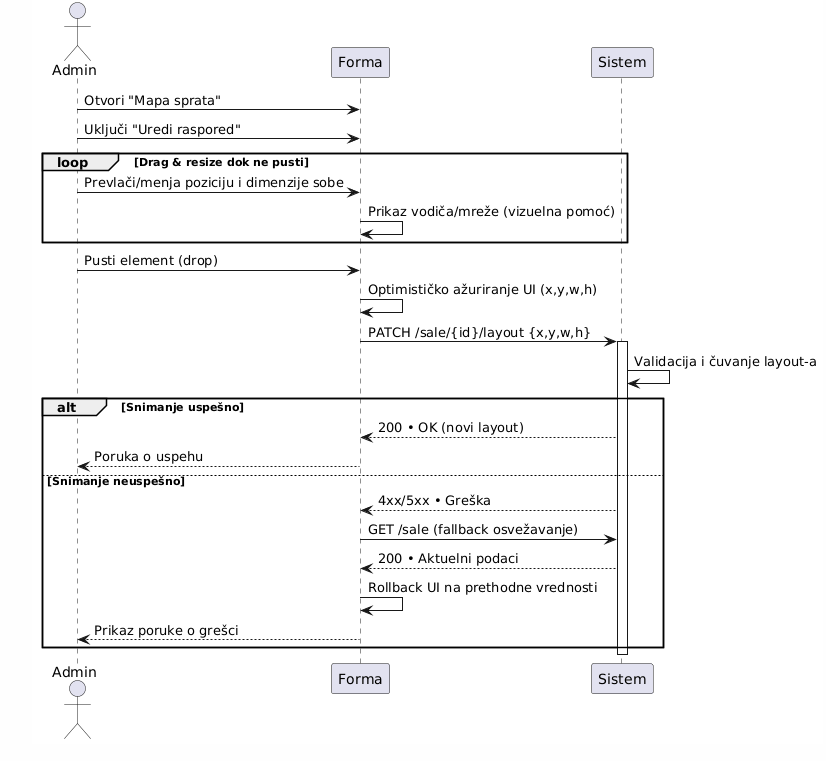 Admin
Forma
Sistem
Otvori "Mapa sprata"
Uključi "Uredi raspored"
loop
[Drag & resize dok ne pusti]
Prevlači/menja poziciju i dimenzije sobe
Prikaz vodiča/mreže (vizuelna pomoć)
Pusti element (drop)
Optimističko ažuriranje UI (x,y,w,h)
PATCH /sale/{id}/layout {x,y,w,h}
Validacija i čuvanje layout-a
alt
[Snimanje uspešno]
200 • OK (novi layout)
Poruka o uspehu
[Snimanje neuspešno]
4xx/5xx • Greška
GET /sale (fallback osvežavanje)
200 • Aktuelni podaci
Rollback UI na prethodne vrednosti
Prikaz poruke o grešci
Admin
Forma
Sistem